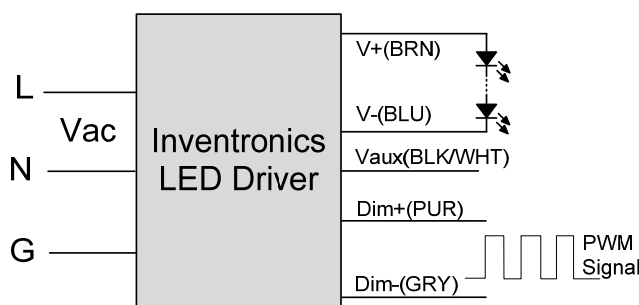 L
Vac
N
G
Inventronics
LED Driver
V+(BRN)
V-(BLU)
Vaux(BLK/WHT)
Dim+(PUR)
Dim-(GRY)
PWM
Signal